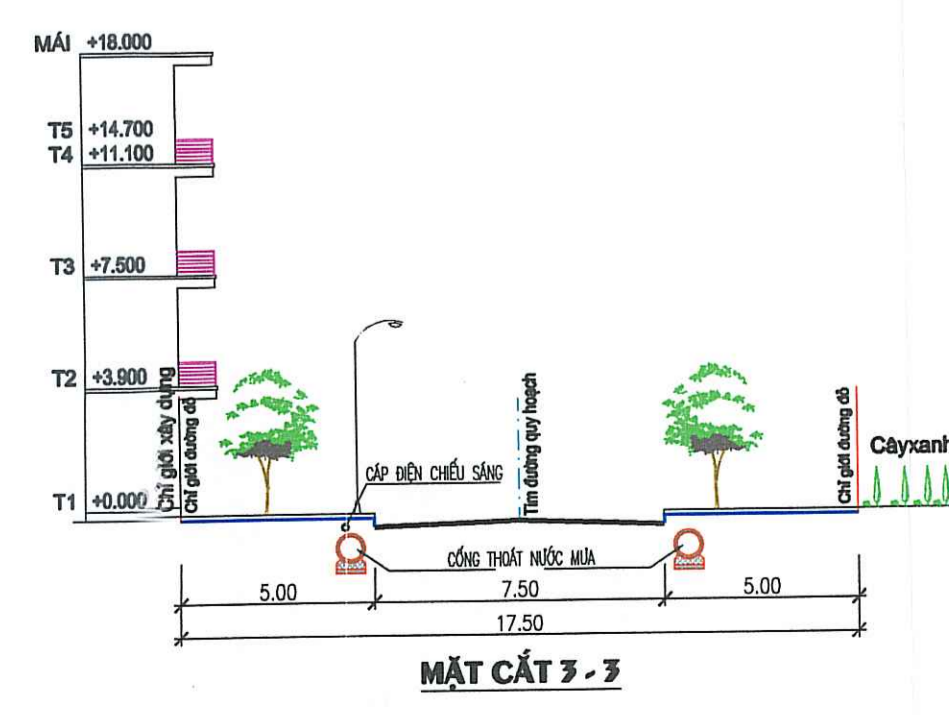 MÁI +18.000
T5 +14.700
T4 +11.100
T3 +7.500
T2 +3.900
T1 +0.000
Chỉ giới xây dựng
Chỉ giới đường đỏ
CÁP ĐIỆN CHIẾU SÁNG
Tim đường quy hoạch
Chỉ giới đường đỏ
Câyxanh
CỐNG THOÁT NƯỚC MƯA
5.00 7.50 5.00
17.50
MẶT CẮT 3 - 3